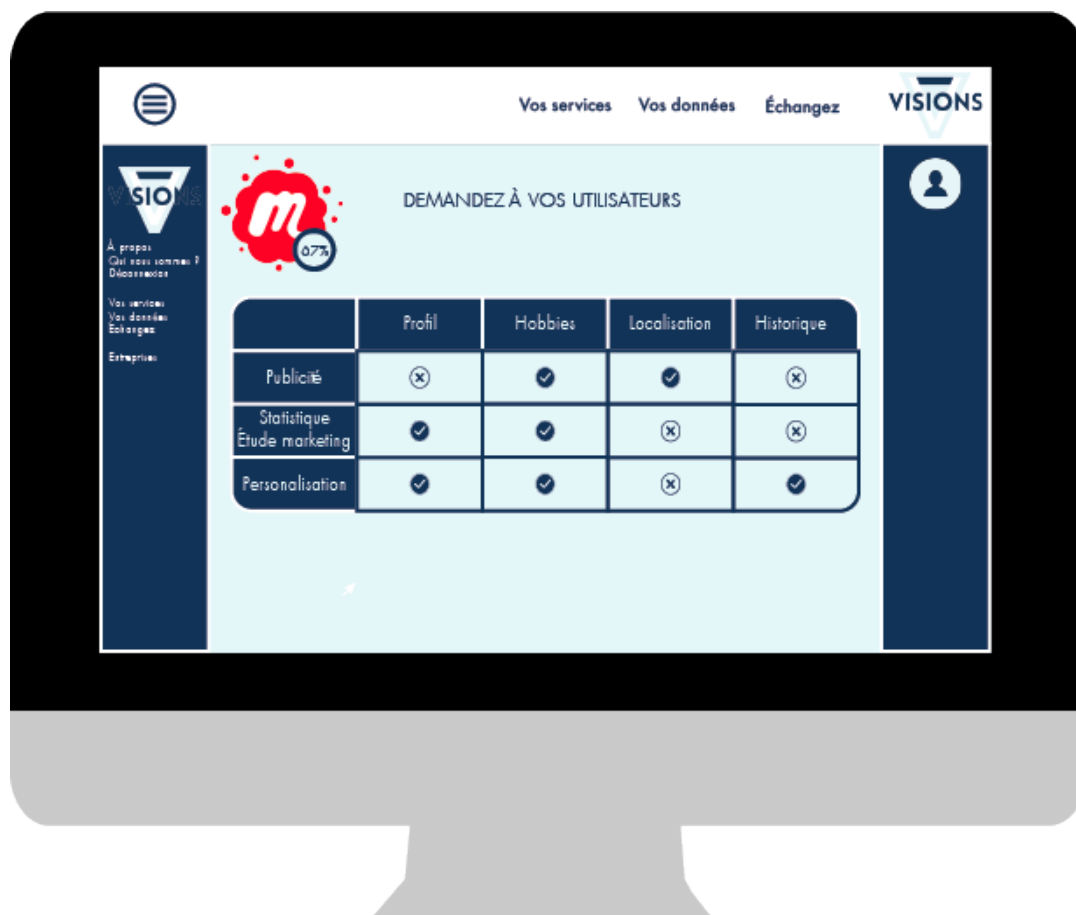 Vos services Vos données Échangez VISIONS
VISIONS
À propos
Qui nous sommes ?
Déconnexion
Vos services
Vos données
Échangez
Entreprises
m
67%
DEMANDEZ À VOS UTILISATEURS
Profil Hobbies Localisation Historique
Publicité
Statistique
Étude marketing
Personalisation